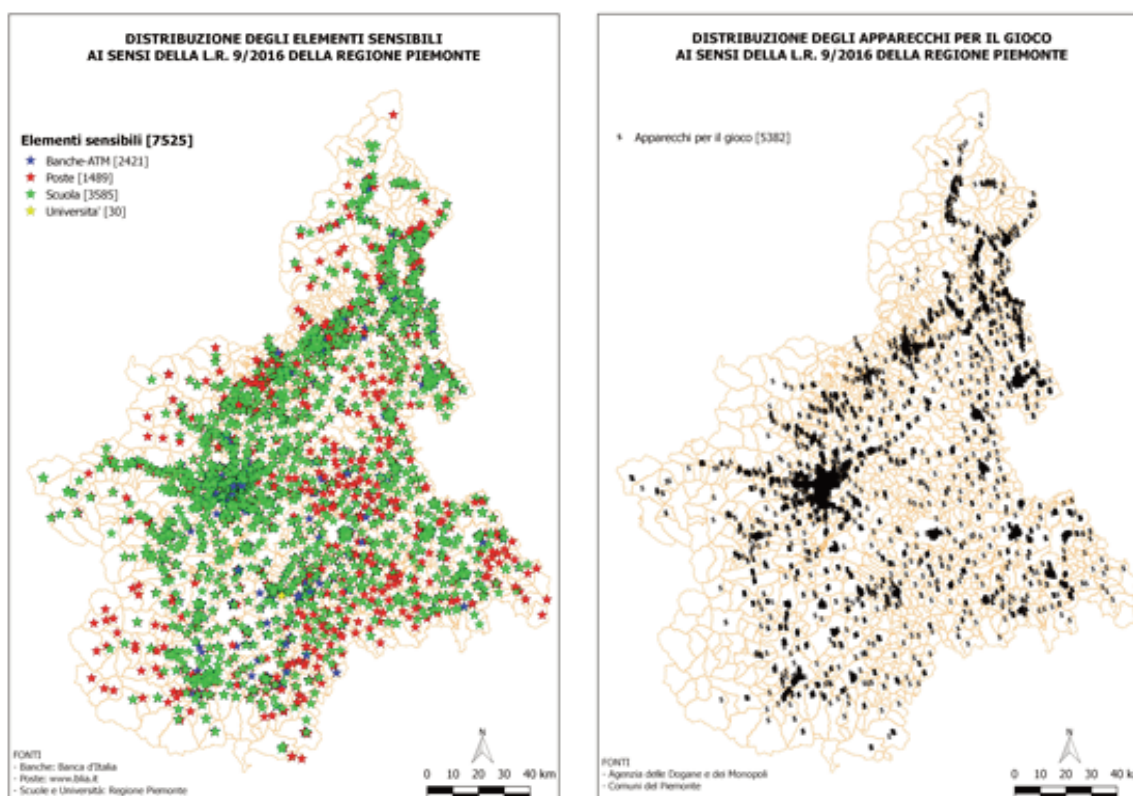 DISTRIBUZIONE DEGLI ELEMENTI SENSIBILI
AI SENSI DELLA L.R. 9/2016 DELLA REGIONE PIEMONTE
Elementi sensibili [7525]
Banche-ATM [2421]
Poste [1489]
Scuola [3585]
Universita' [30]
FONTI
- Banche: Banca d'Italia
- Poste: www.blia.it
- Scuole e Università: Regione Piemonte
N
0 10 20 30 40 km
DISTRIBUZIONE DEGLI APPARECCHI PER IL GIOCO
AI SENSI DELLA L.R. 9/2016 DELLA REGIONE PIEMONTE
Apparecchi per il gioco [5382]
FONTI
- Agenzia delle Dogane e dei Monopoli
- Comuni del Piemonte
N
0 10 20 30 40 km